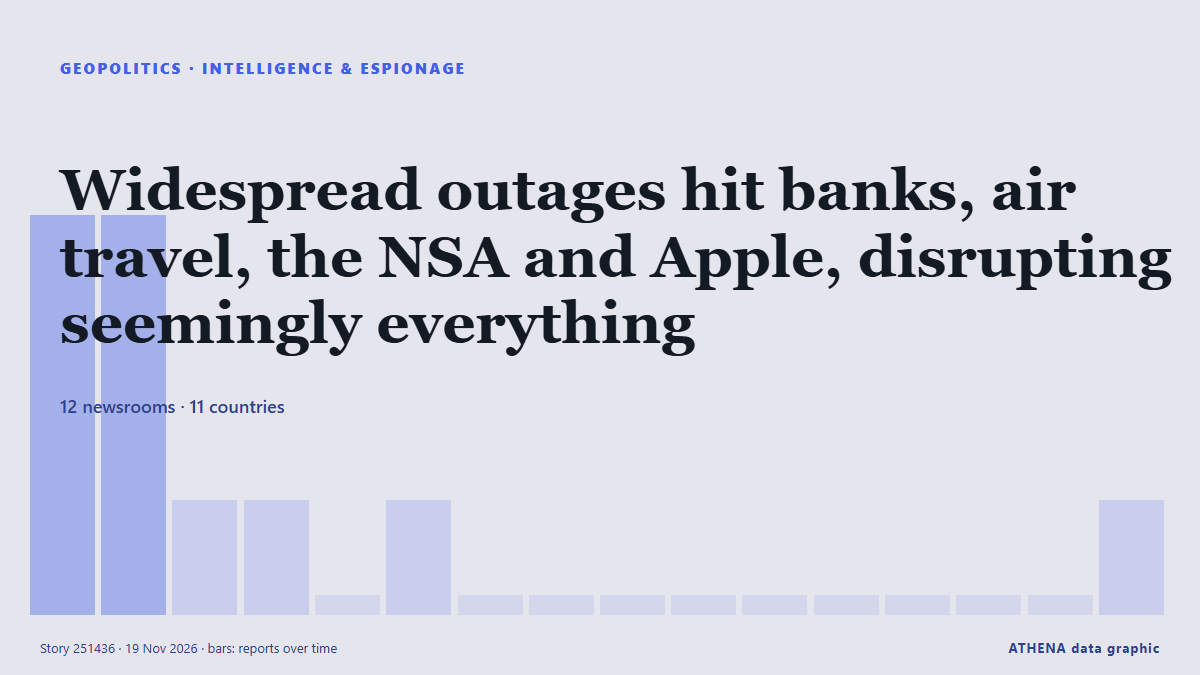 GEOPOLITICS · INTELLIGENCE & ESPIONAGE
Widespread outages hit banks, air
travel, the NSA and Apple, disrupting
seemingly everything
12 newsrooms · 11 countries
Story 251436 · 19 Nov 2026 · bars: reports over time
ATHENA data graphic